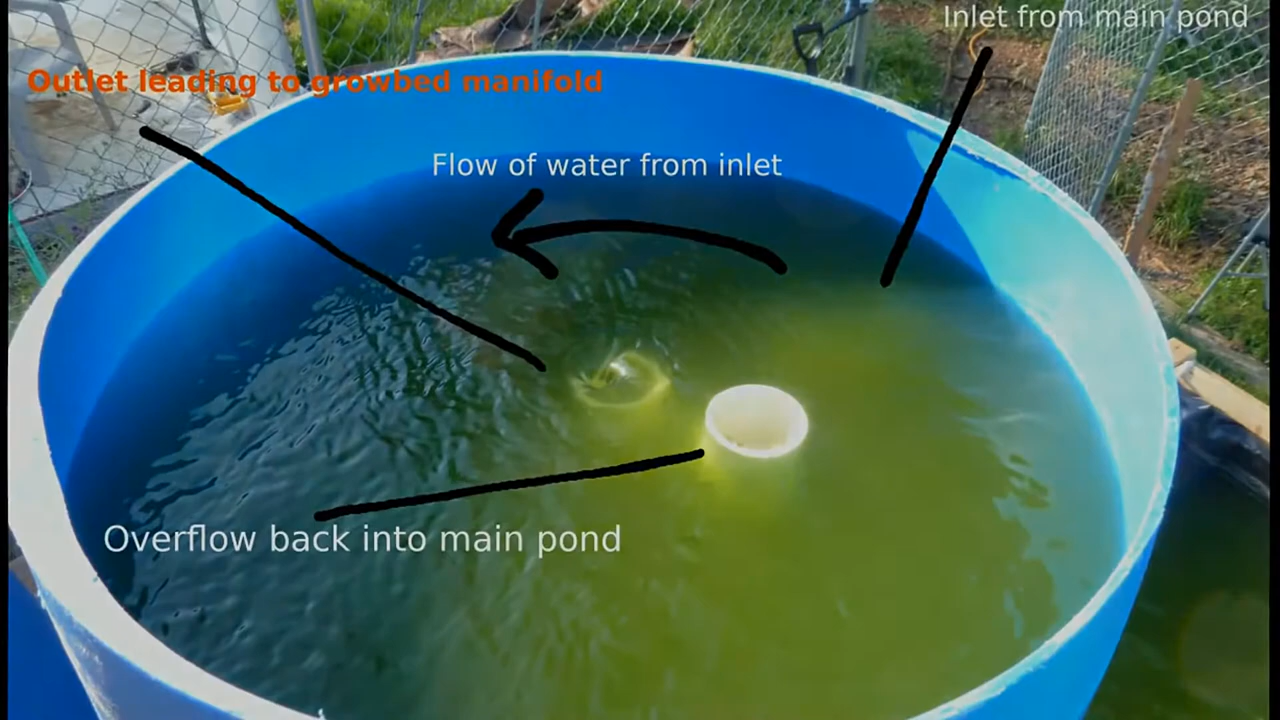 Inlet from main pond
Outlet leading to growbed manifold
Flow of water from inlet
Overflow back into main pond